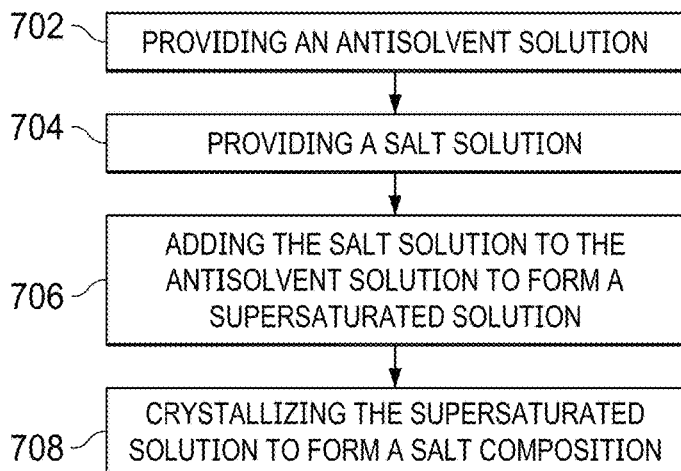 702
PROVIDING AN ANTISOLVENT SOLUTION
704
PROVIDING A SALT SOLUTION
706
ADDING THE SALT SOLUTION TO THE
ANTISOLVENT SOLUTION TO FORM A
SUPERSATURATED SOLUTION
708
CRYSTALLIZING THE SUPERSATURATED
SOLUTION TO FORM A SALT COMPOSITION